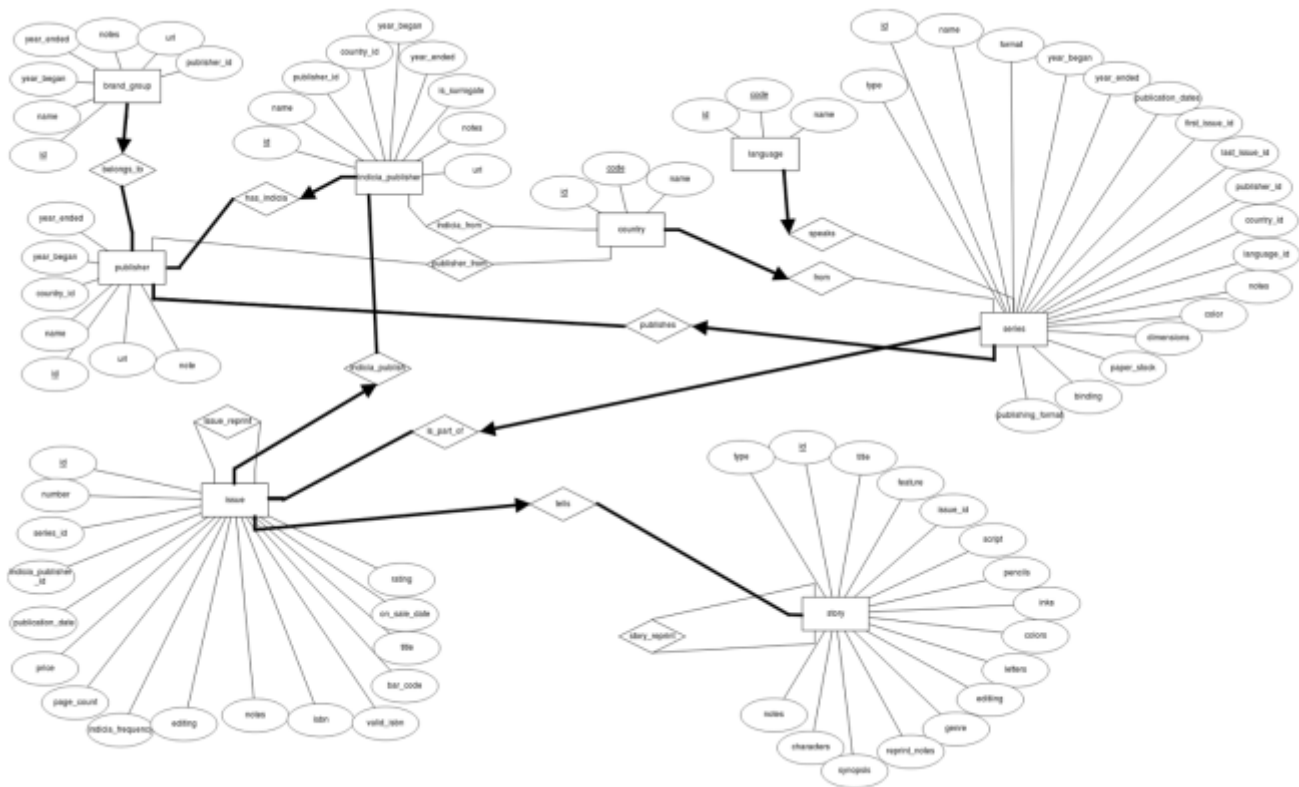 year_ended
notes
url
publisher_id
year_began
brand_group
name
id
belongs_to
year_began
country_id
year_ended
publisher_id
is_surrogate
name
notes
id
indicia_publisher
url
has_indicia
code
id
name
language
code
id
name
country
indicia_from
publisher_from
speaks
from
id
name
format
year_began
year_ended
type
publication_dates
first_issue_id
last_issue_id
publisher_id
country_id
language_id
notes
color
series
dimensions
paper_stock
binding
publishing_format
year_ended
year_began
publisher
country_id
name
id
url
note
publishes
indicia_publish
is_part_of
issue_reprint
id
number
issue
series_id
indicia_publisher
_id
publication_date
price
page_count
indicia_frequenc
editing
notes
isbn
valid_isbn
bar_code
title
on_sale_date
rating
tells
type
id
title
feature
issue_id
script
pencils
inks
story
colors
story_reprint
letters
editing
genre
reprint_notes
synopsis
characters
notes